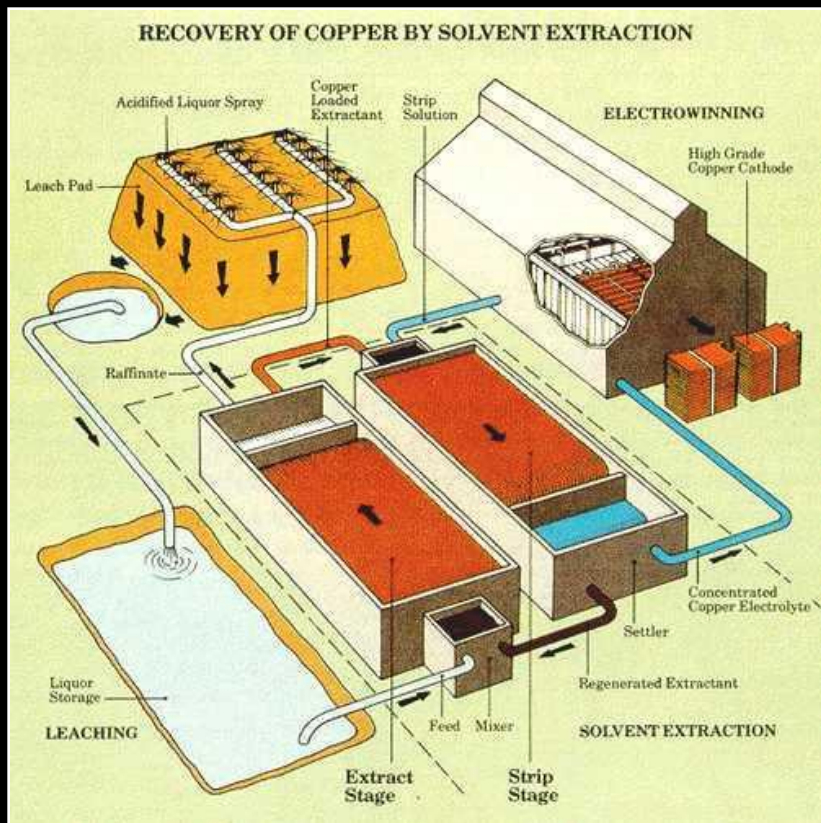 RECOVERY OF COPPER BY SOLVENT EXTRACTION
Acidified Liquor Spray
Copper
Loaded
Extractant
Strip
Solution
ELECTROWINNING
High Grade
Copper Cathode
Leach Pad
Raffinate
Concentrated
Copper Electrolyte
Settler
Regenerated Extractant
Liquor
Storage
Feed
Mixer
LEACHING
SOLVENT EXTRACTION
Extract
Stage
Strip
Stage